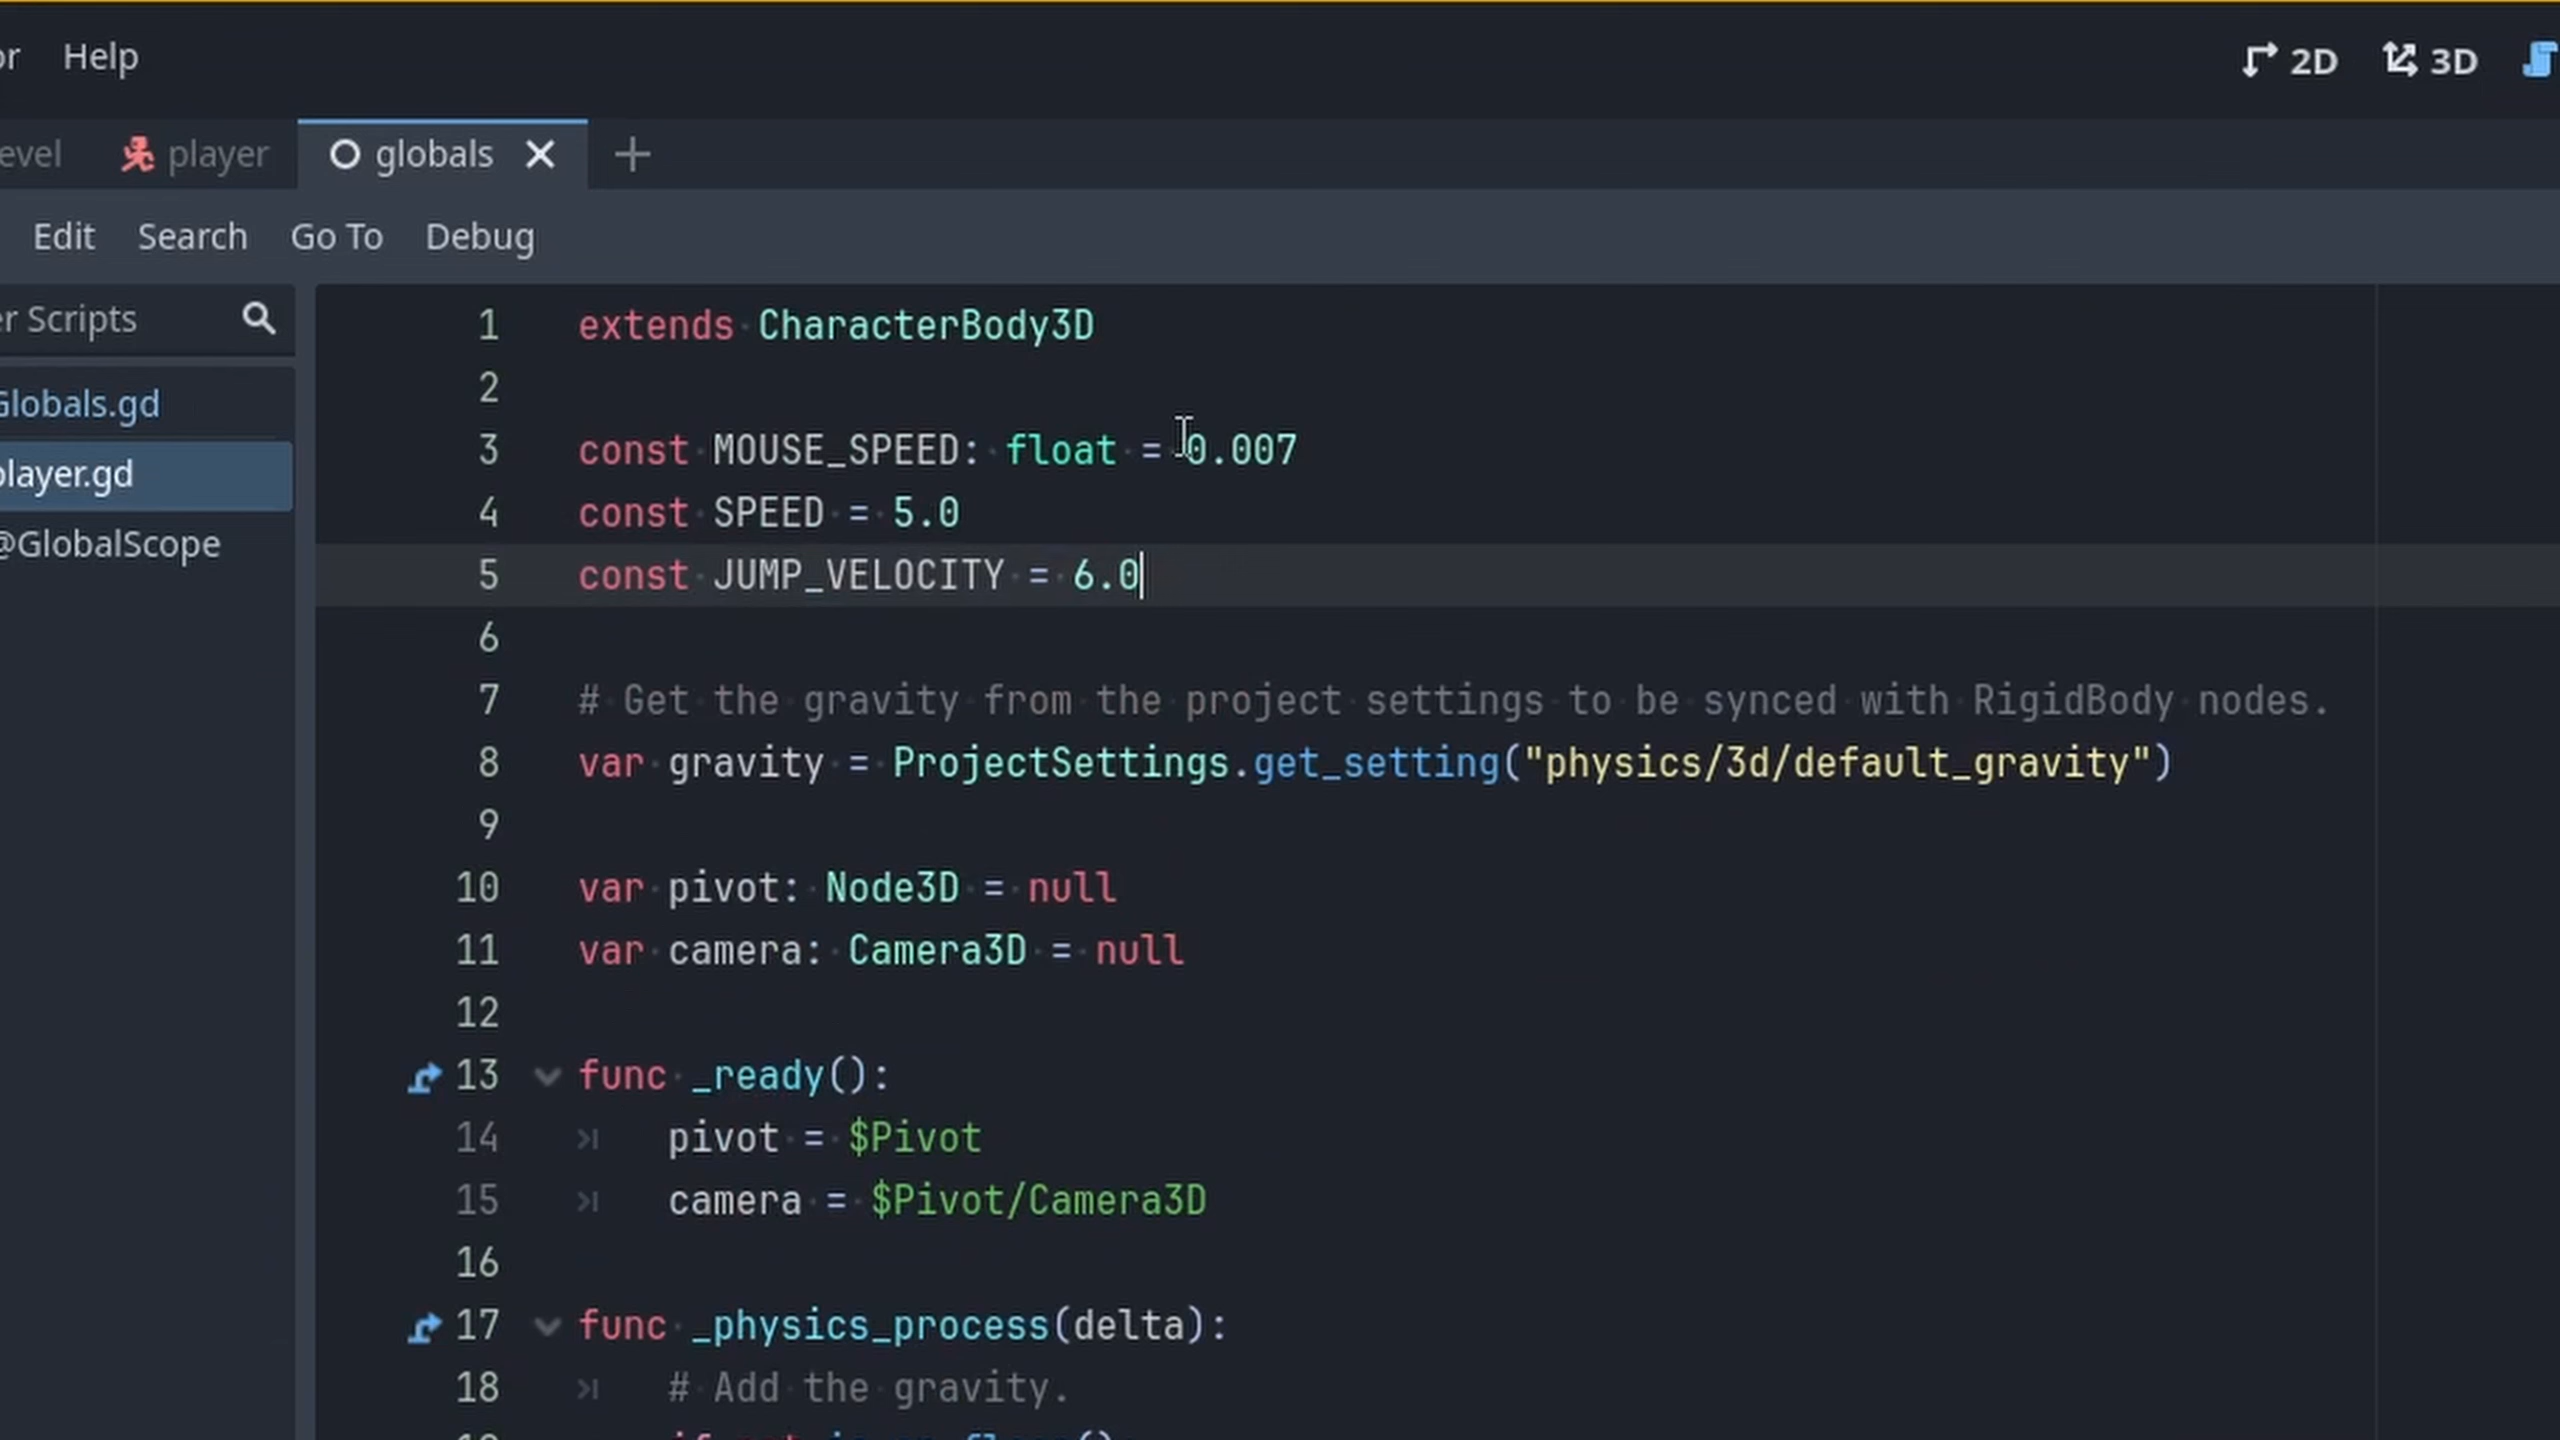 or Help 2D 3D
evel player globals +
Edit Search Go To Debug
er Scripts
Globals.gd
player.gd
@GlobalScope
1 extends CharacterBody3D
2
3 const MOUSE_SPEED: float = 0.007
4 const SPEED = 5.0
5 const JUMP_VELOCITY = 6.0
6
7 # Get the gravity from the project settings to be synced with RigidBody nodes.
8 var gravity = ProjectSettings.get_setting("physics/3d/default_gravity")
9
10 var pivot: Node3D = null
11 var camera: Camera3D = null
12
13 func _ready():
14 pivot = $Pivot
15 camera = $Pivot/Camera3D
16
17 func _physics_process(delta):
18 # Add the gravity.